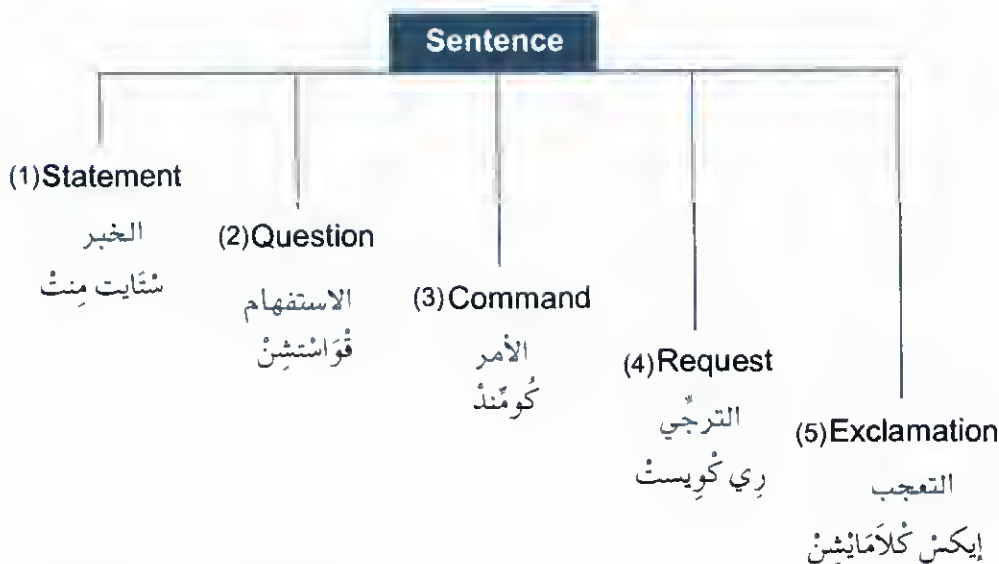 Sentence
(1) Statement
الخبر
سْتَايت مِنتْ
(2) Question
الاستفهام
قْوَاسْتشِنْ
(3) Command
الأمر
كُومَّندْ
(4) Request
الترجِّي
رِي كْوِيستْ
(5) Exclamation
التعجب
إيكسْ كْلاَمَايْشِنْ